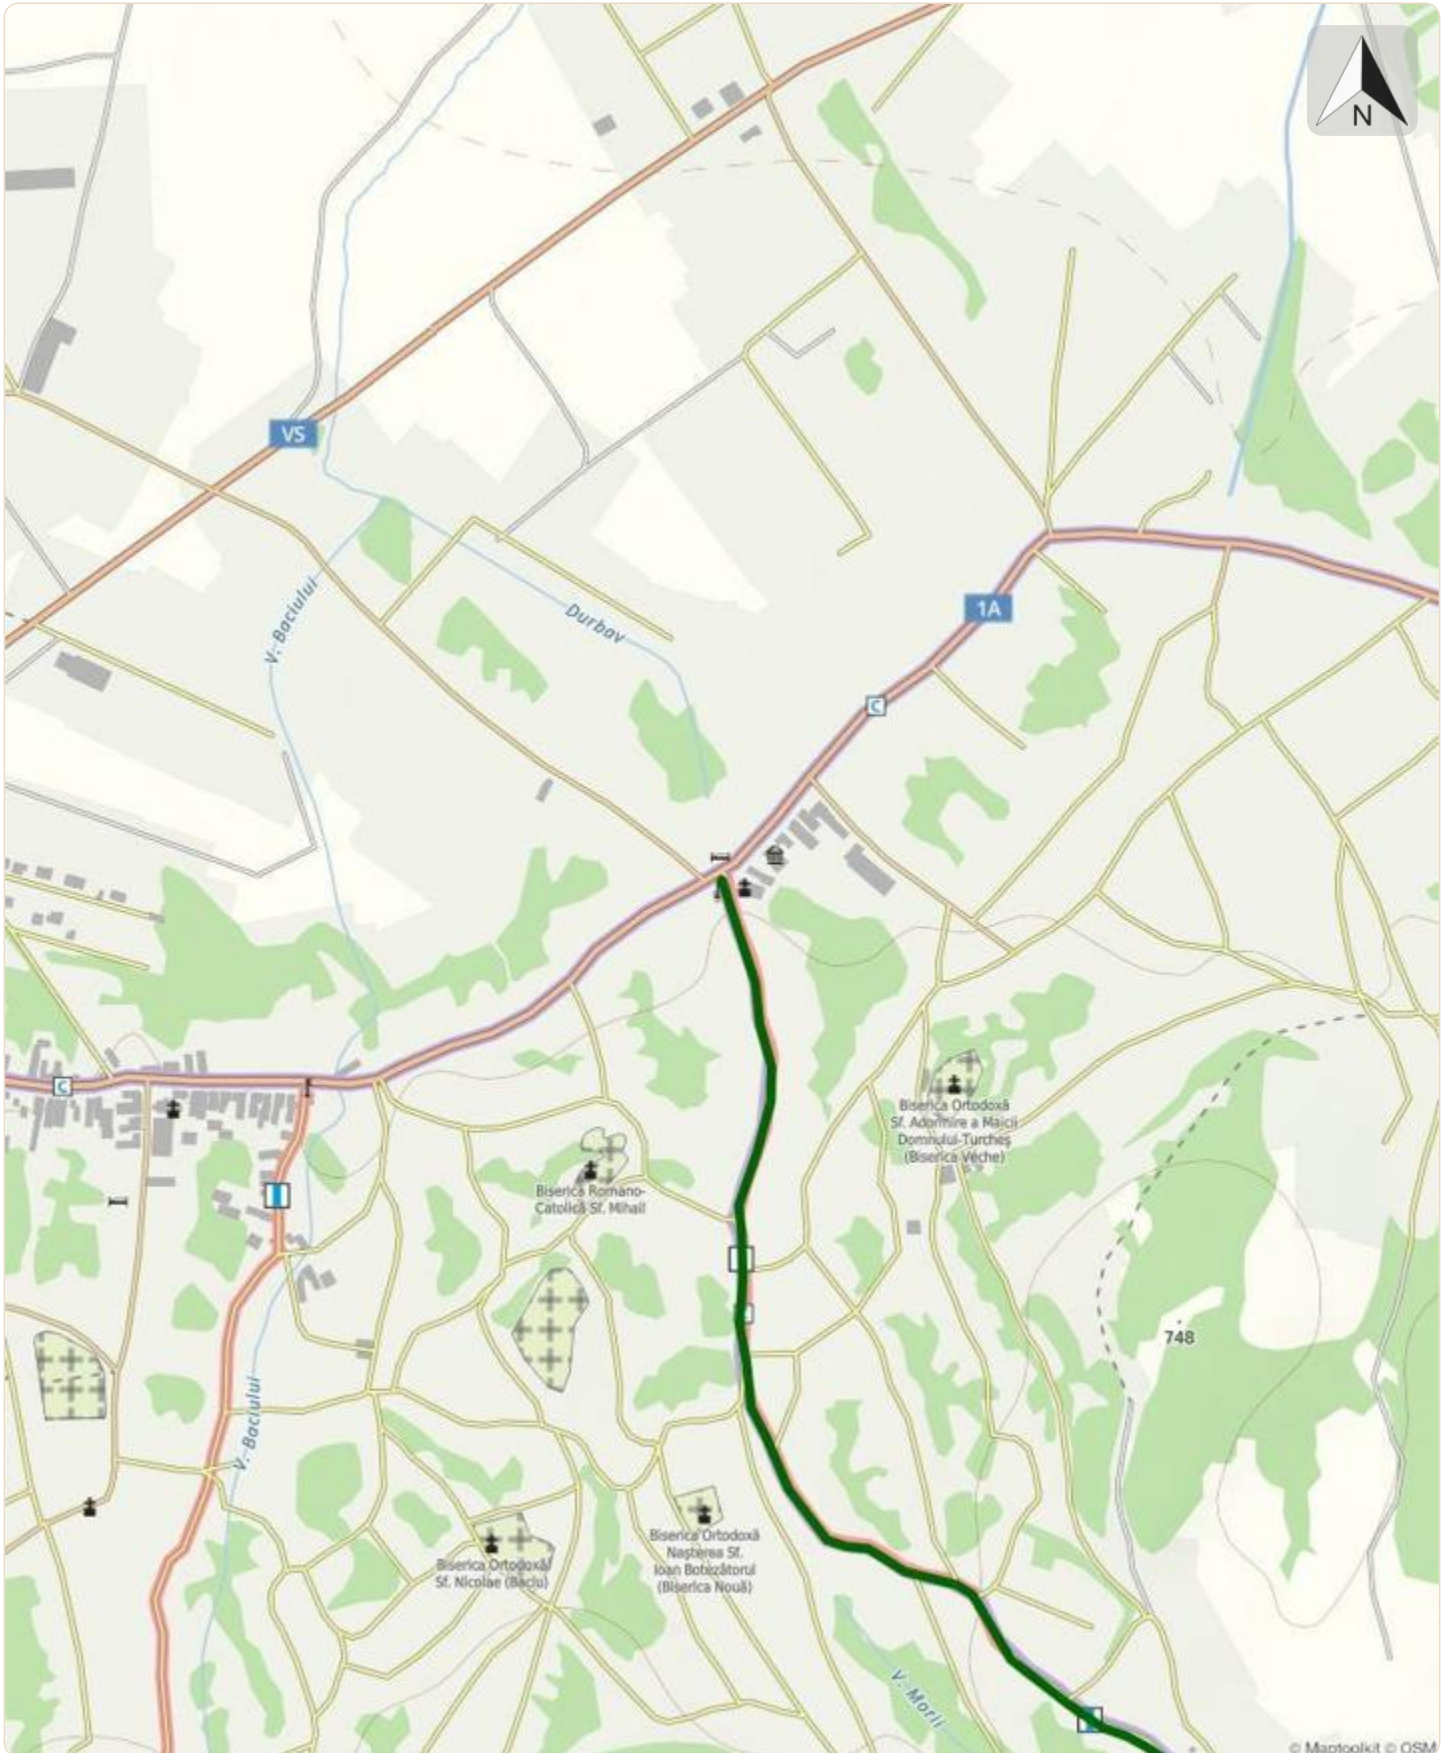 N
VS
V. Baciului
Durbav
1A
C
C
Biserica Ortodoxă
Sf. Adormire a Maicii
Domnului-Turcheș
(Biserica Veche)
Biserica Romano-
Catolică Sf. Mihail
748
V. Baciului
Biserica Ortodoxă
Nașterea Sf.
Ioan Botezătorul
(Biserica Nouă)
Biserica Ortodoxă
Sf. Nicolae (Baciu)
V. Morii
© Maptoolkit © OSM